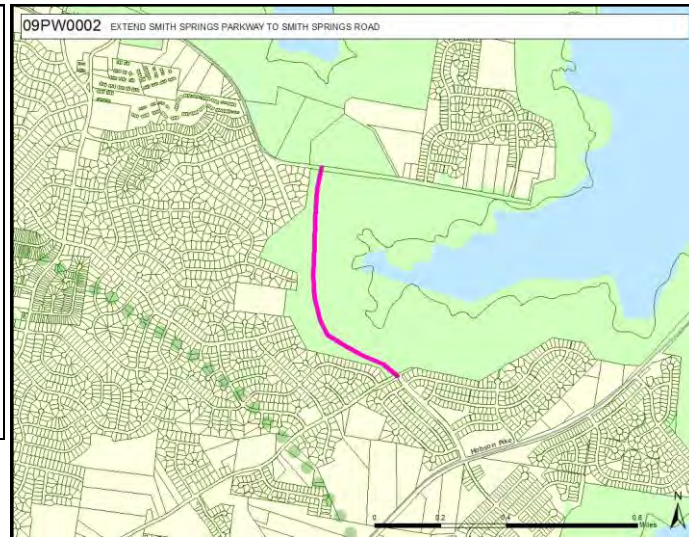 09PW0002 EXTEND SMITH SPRINGS PARKWAY TO SMITH SPRINGS ROAD
Hobson Pike
N
0 0.2 0.4 0.8
Miles